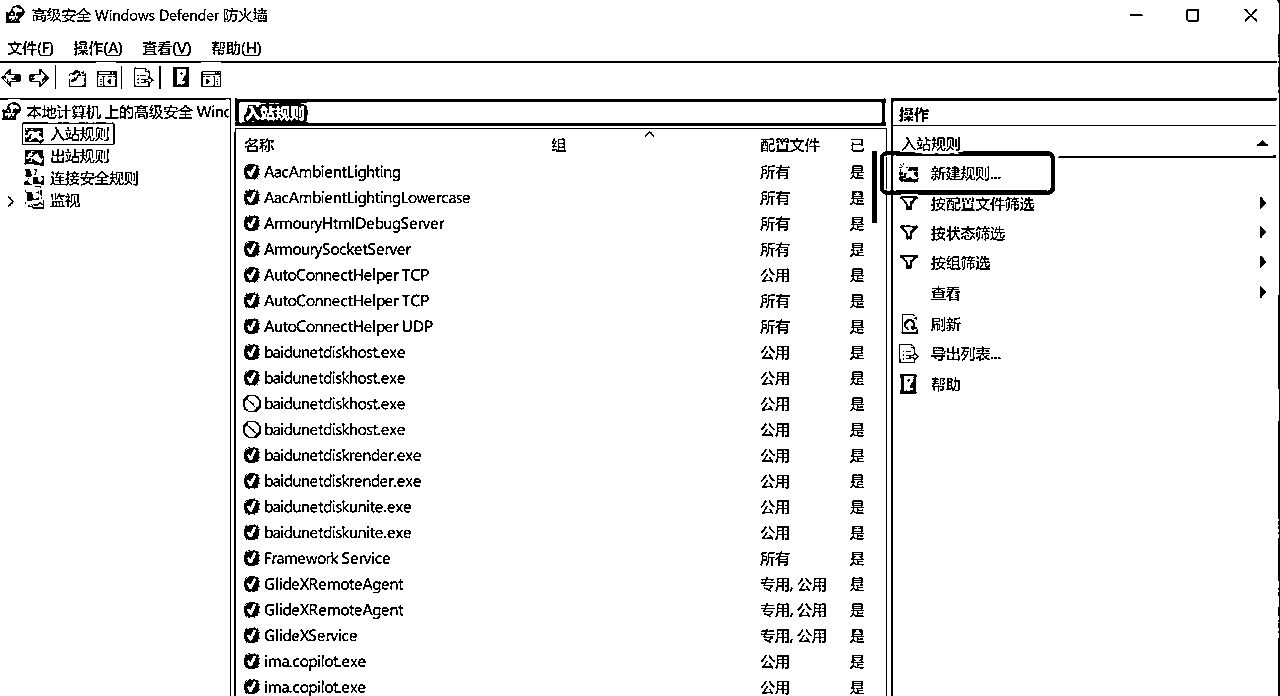 高级安全 Windows Defender 防火墙
文件(F) 操作(A) 查看(V) 帮助(H)
本地计算机 上的高级安全 Wind
入站规则
出站规则
连接安全规则
监视
入站规则
名称 组 配置文件 已
AacAmbientLighting 所有 是
AacAmbientLightingLowercase 所有 是
ArmouryHtmlDebugServer 所有 是
ArmourySocketServer 所有 是
AutoConnectHelper TCP 公用 是
AutoConnectHelper TCP 所有 是
AutoConnectHelper UDP 所有 是
baidunetdiskhost.exe 公用 是
baidunetdiskhost.exe 公用 是
baidunetdiskhost.exe 公用 是
baidunetdiskhost.exe 公用 是
baidunetdiskrender.exe 公用 是
baidunetdiskrender.exe 公用 是
baidunetdiskunite.exe 公用 是
baidunetdiskunite.exe 公用 是
Framework Service 所有 是
GlideXRemoteAgent 专用, 公用 是
GlideXRemoteAgent 专用, 公用 是
GlideXService 专用, 公用 是
ima.copilot.exe 公用 是
ima.copilot.exe 公用 是
操作
入站规则
新建规则...
按配置文件筛选
按状态筛选
按组筛选
查看
刷新
导出列表...
帮助